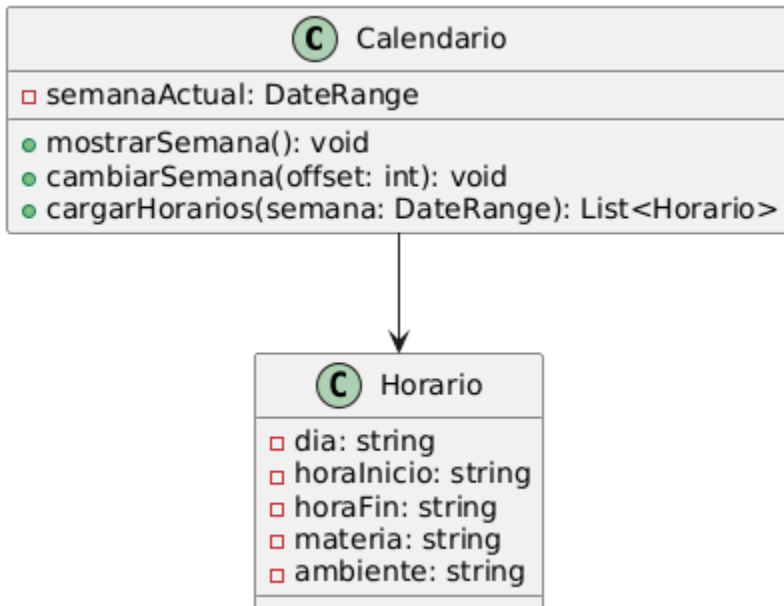 C Calendario
semanaActual: DateRange
mostrarSemana(): void
cambiarSemana(offset: int): void
cargarHorarios(semana: DateRange): List<Horario>
C Horario
dia: string
horaInicio: string
horaFin: string
materia: string
ambiente: string